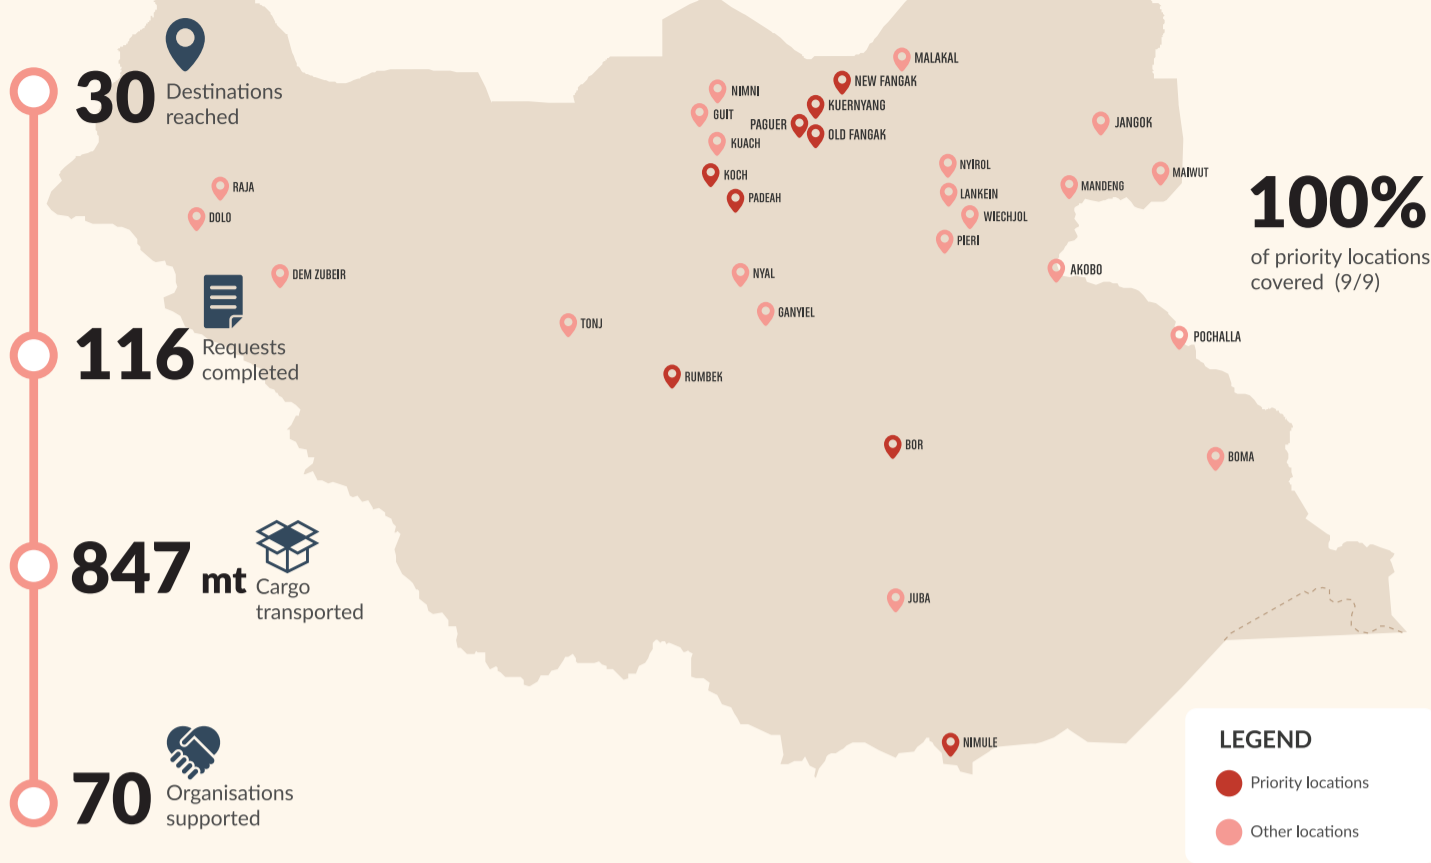 30
Destinations
reached
116
Requests
completed
847 mt
Cargo
transported
70
Organisations
supported
MALAKAL
NEW FANGAK
NIMNI
KUERNYANG
GUIT
PAGUER
OLD FANGAK
JANGOK
KUACH
NYIROL
MAIWUT
KOCH
RAJA
MANDENG
LANKEIN
PADEAH
DOLO
WIECHJOL
PIERI
AKOBO
DEM ZUBEIR
NYAL
GANYIEL
TONJ
POCHALLA
RUMBEK
BOR
BOMA
JUBA
NIMULE
100%
of priority locations
covered (9/9)
LEGEND
Priority locations
Other locations